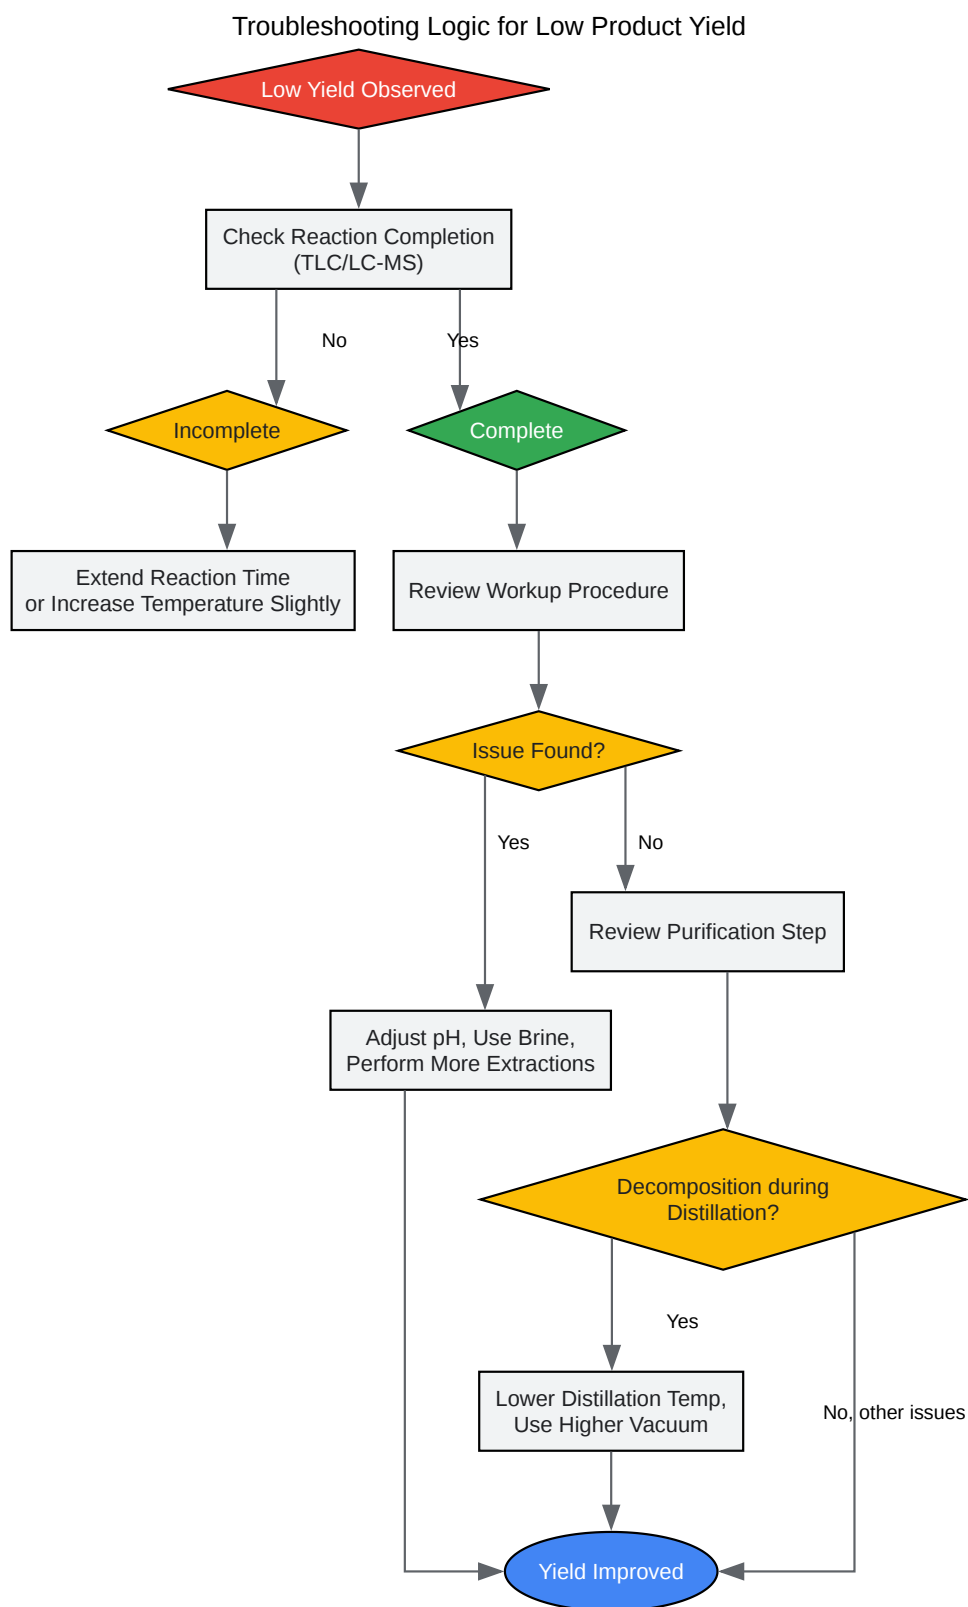 Troubleshooting Logic for Low Product Yield
Low Yield Observed
Check Reaction Completion
(TLC/LC-MS)
No
Yes
Incomplete
Complete
Extend Reaction Time
or Increase Temperature Slightly
Review Workup Procedure
Issue Found?
Yes
No
Review Purification Step
Adjust pH, Use Brine,
Perform More Extractions
Decomposition during
Distillation?
Yes
Lower Distillation Temp,
Use Higher Vacuum
No, other issues
Yield Improved